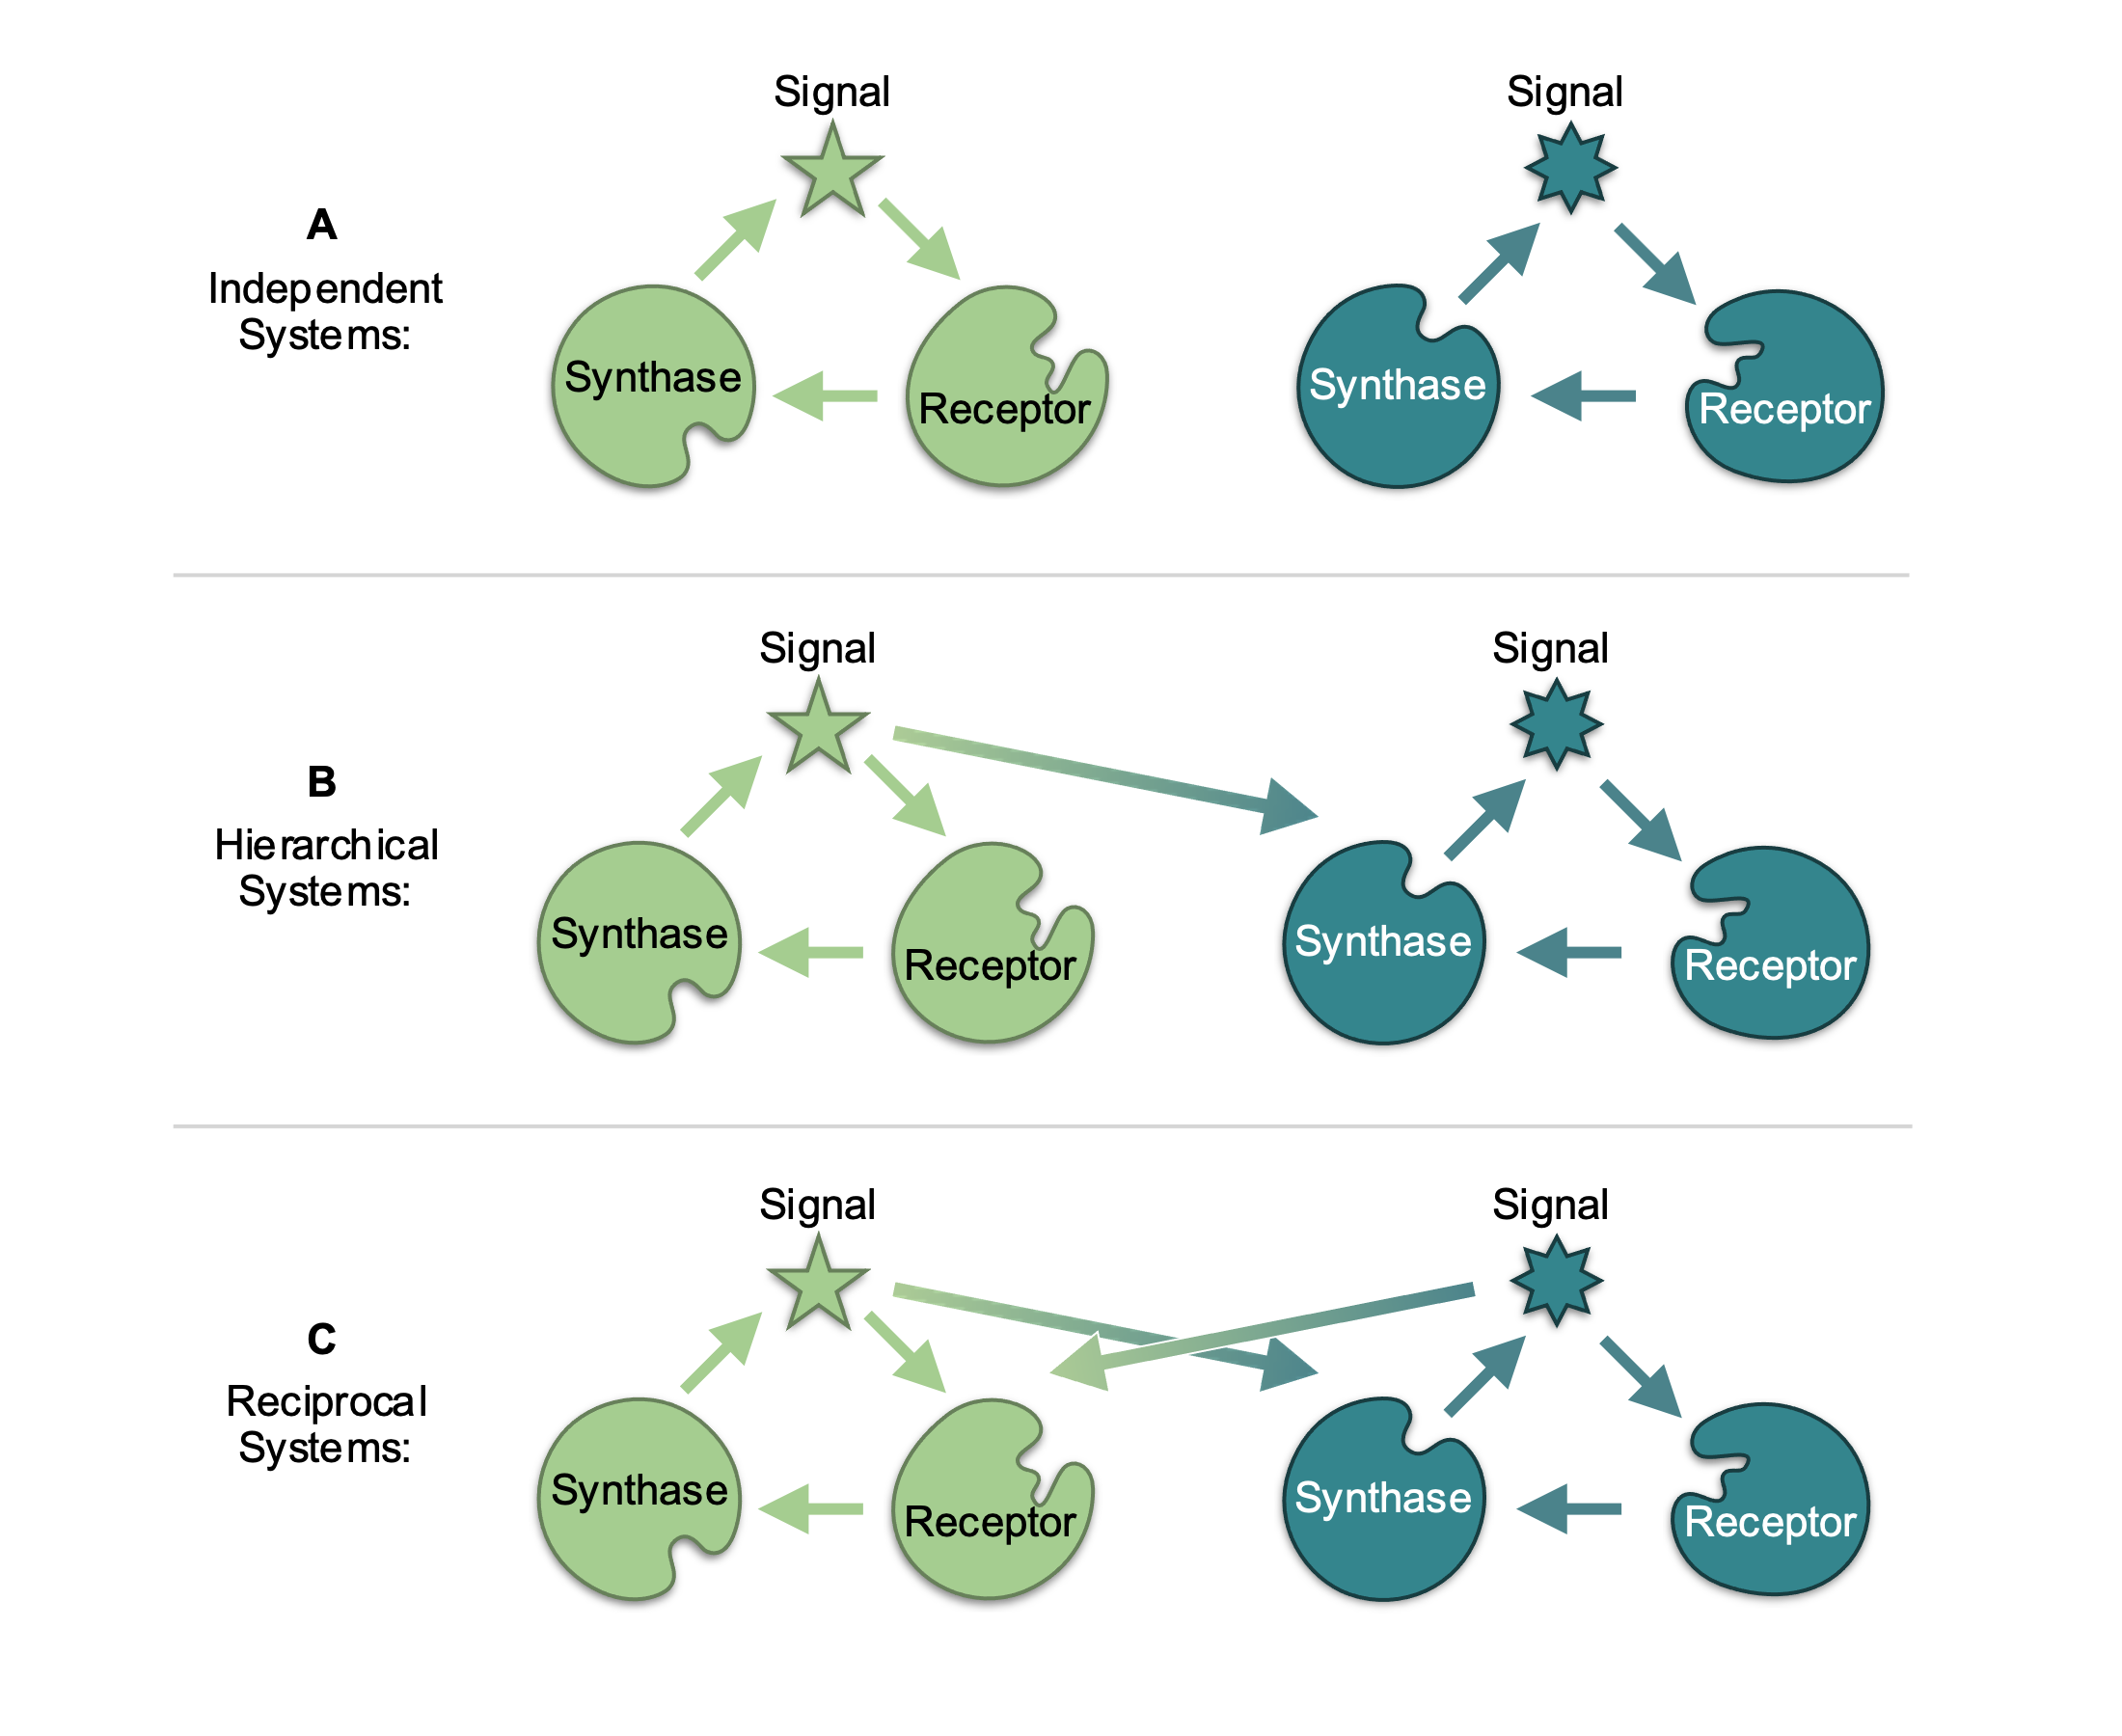 Signal
Signal
A
Independent
Systems:
Synthase
Receptor
Synthase
Receptor
Signal
Signal
B
Hierarchical
Systems:
Synthase
Receptor
Synthase
Receptor
Signal
Signal
C
Reciprocal
Systems:
Synthase
Receptor
Synthase
Receptor